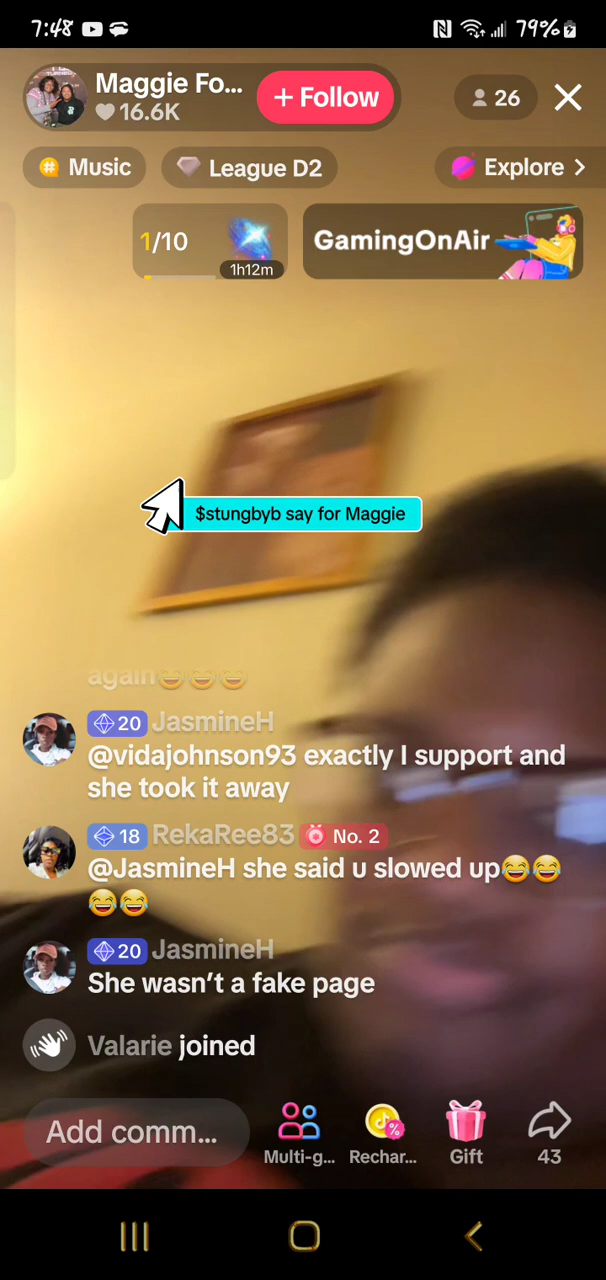 7:48
79%
Maggie Fo...
+ Follow
16.6K
26
Music
League D2
Explore >
1/10
1h12m
GamingOnAir
$stungbyb say for Maggie
again😂😂😂
20 JasmineH
@vidajohnson93 exactly I support and
she took it away
18 RekaRee83 No. 2
@JasmineH she said u slowed up😂😂
😂😂
20 JasmineH
She wasn't a fake page
Valarie joined
Add comm...
Multi-g...
Rechar...
Gift
43